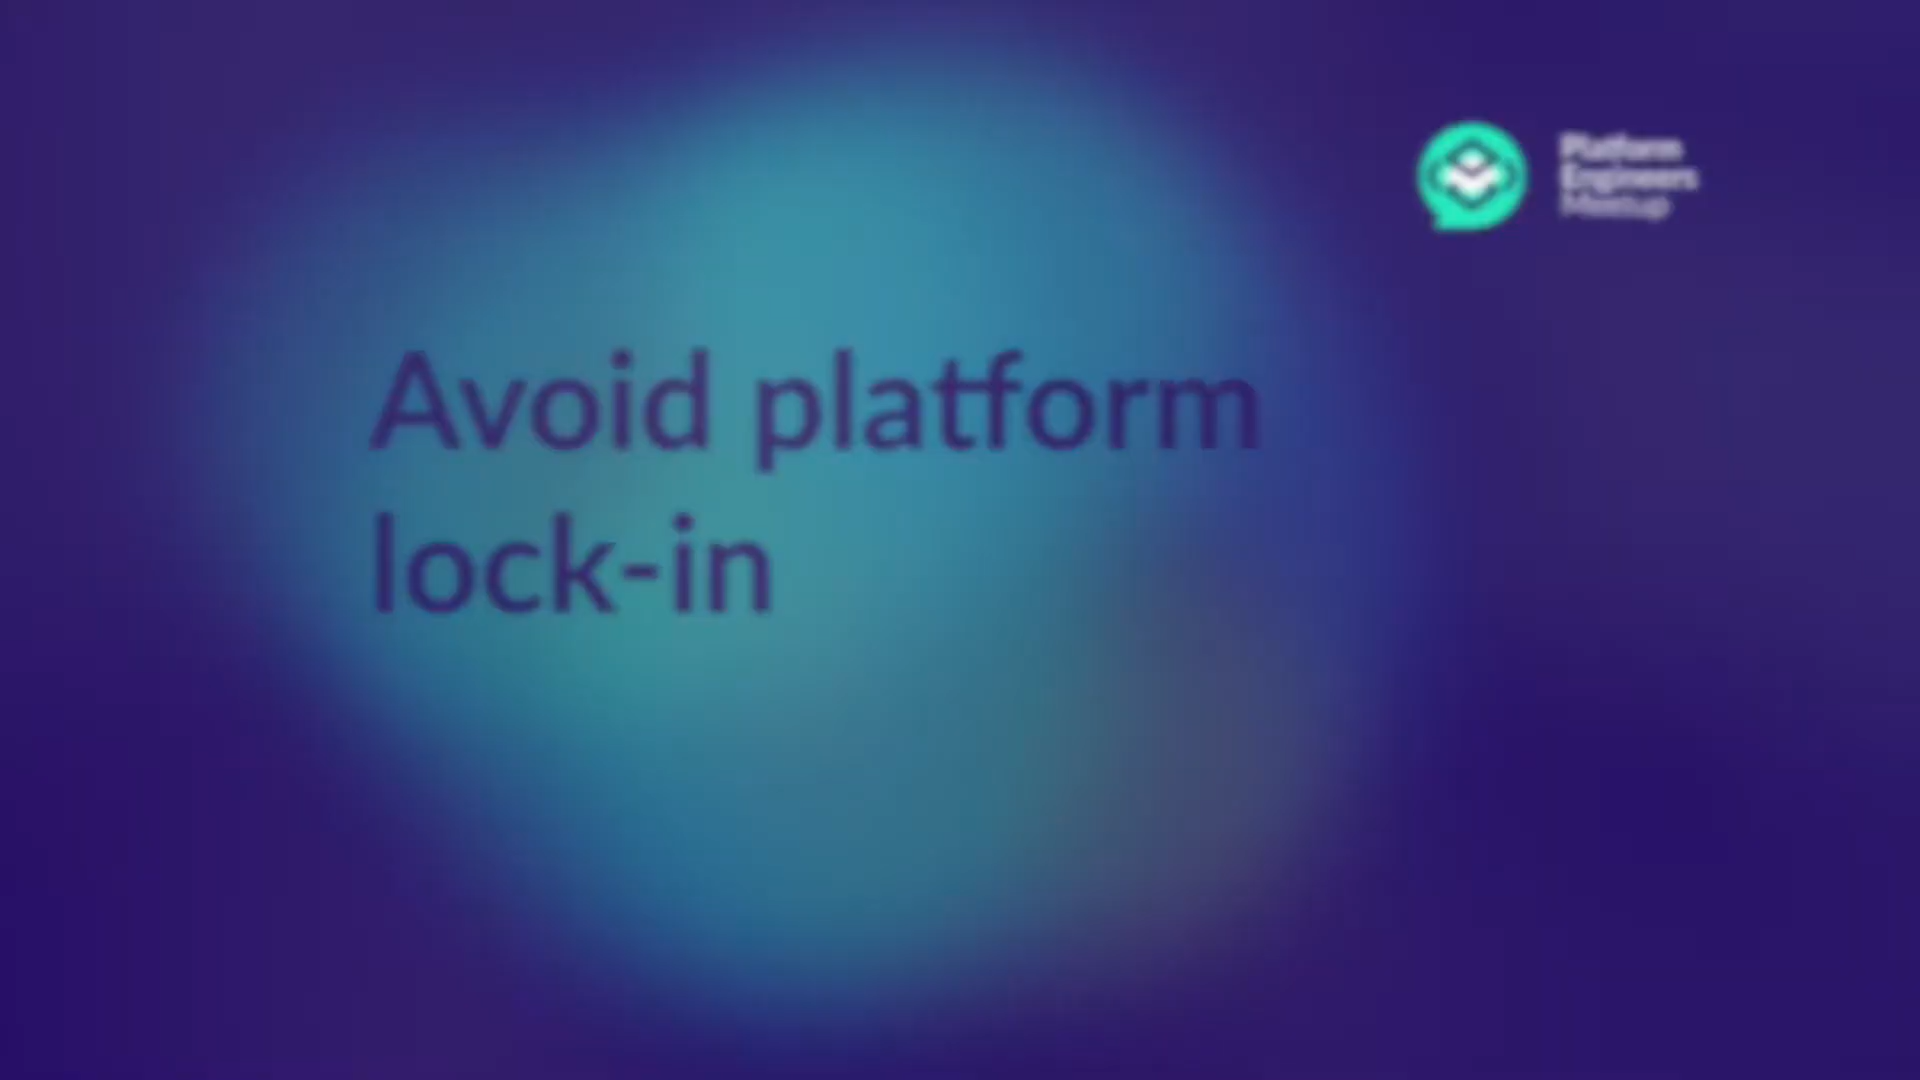 Platform
Engineers
Meetup
Avoid platform
lock-in